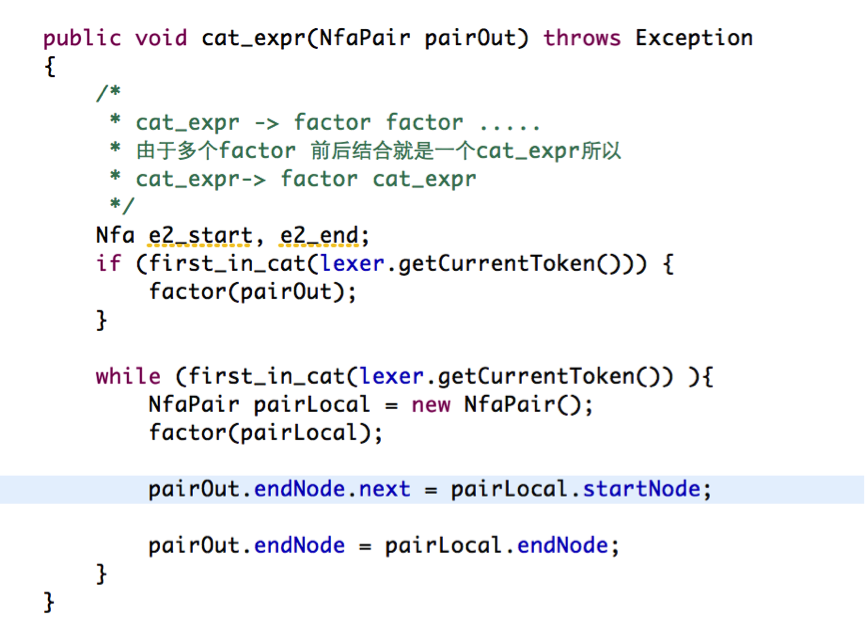 public void cat_expr(NfaPair pairOut) throws Exception
{
/*
* cat_expr -> factor factor .....
* 由于多个factor 前后结合就是一个cat_expr所以
* cat_expr-> factor cat_expr
*/
Nfa e2_start, e2_end;
if (first_in_cat(lexer.getCurrentToken())) {
factor(pairOut);
}
while (first_in_cat(lexer.getCurrentToken()) ){
NfaPair pairLocal = new NfaPair();
factor(pairLocal);
pairOut.endNode.next = pairLocal.startNode;
pairOut.endNode = pairLocal.endNode;
}
}